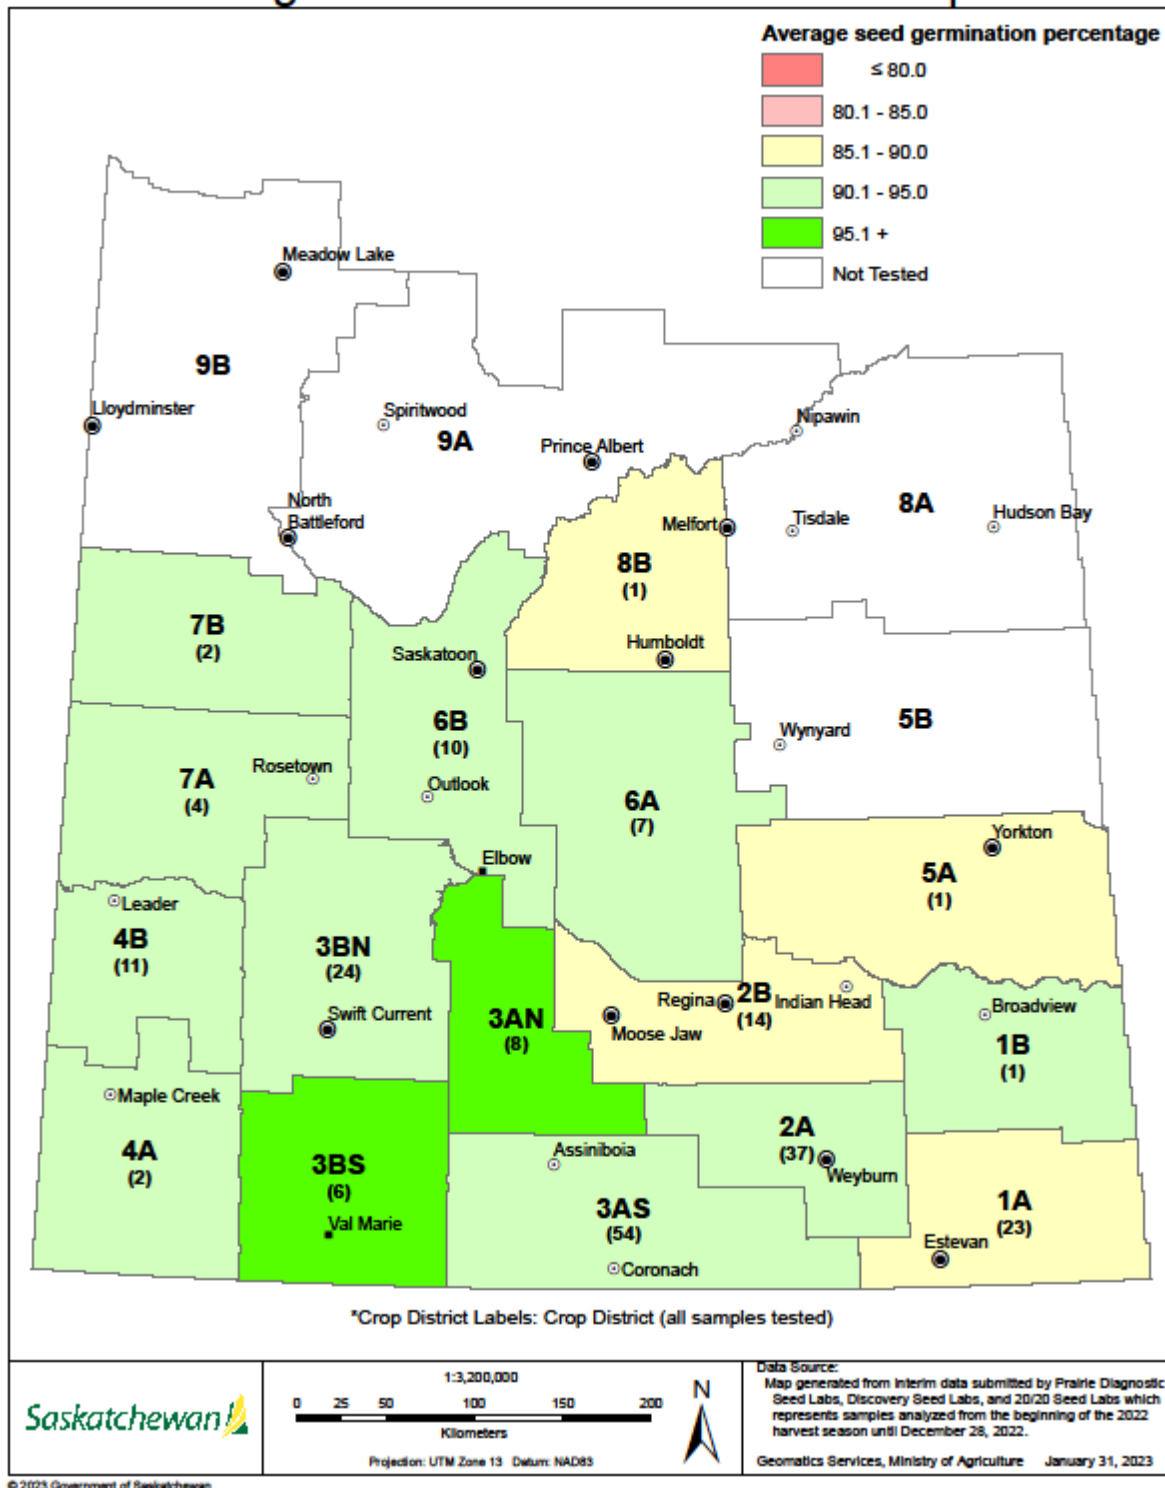 Average seed germination percentage
≤ 80.0
80.1 - 85.0
85.1 - 90.0
90.1 - 95.0
95.1 +
Not Tested
Meadow Lake
9B
Lloydminster
Spiritwood
9A
Prince Albert
Nipawin
North
Battleford
Melfort
Tisdale
8A
Hudson Bay
8B
(1)
Humboldt
7B
(2)
Saskatoon
6B
(10)
Outlook
Wynyard
5B
Rosetown
7A
(4)
6A
(7)
Yorkton
5A
(1)
Elbow
Leader
4B
(11)
3BN
(24)
Swift Current
3AN
(8)
Regina
2B
(14)
Indian Head
Moose Jaw
Broadview
1B
(1)
Maple Creek
4A
(2)
3BS
(6)
Val Marie
Assiniboia
3AS
(54)
Coronach
2A
(37)
Weyburn
1A
(23)
Estevan
*Crop District Labels: Crop District (all samples tested)
Saskatchewan
1:3,200,000
0 25 50 100 150 200
Kilometers
Projection: UTM Zone 13 Datum: NAD83
N
Data Source:
Map generated from interim data submitted by Prairie Diagnostic
Seed Labs, Discovery Seed Labs, and 20/20 Seed Labs which
represents samples analyzed from the beginning of the 2022
harvest season until December 28, 2022.
Geomatics Services, Ministry of Agriculture January 31, 2023
© 2023 Government of Saskatchewan